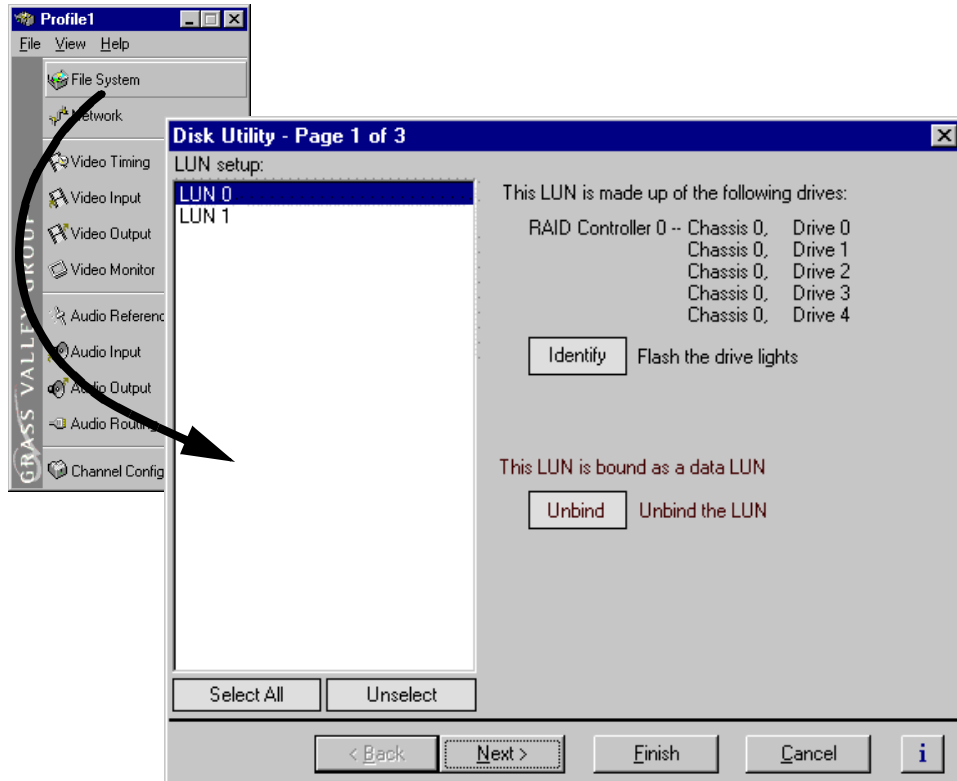 Profile1
File View Help
File System
Network
Video Timing
Video Input
Video Output
Video Monitor
Audio Referenc
Audio Input
Audio Output
Audio Routing
Channel Config
GRASS VALLEY GROUP
Disk Utility - Page 1 of 3
LUN setup:
LUN 0
LUN 1
Select All Unselect
This LUN is made up of the following drives:
RAID Controller 0 -- Chassis 0, Drive 0
Chassis 0, Drive 1
Chassis 0, Drive 2
Chassis 0, Drive 3
Chassis 0, Drive 4
Identify Flash the drive lights
This LUN is bound as a data LUN
Unbind Unbind the LUN
< Back Next > Finish Cancel i